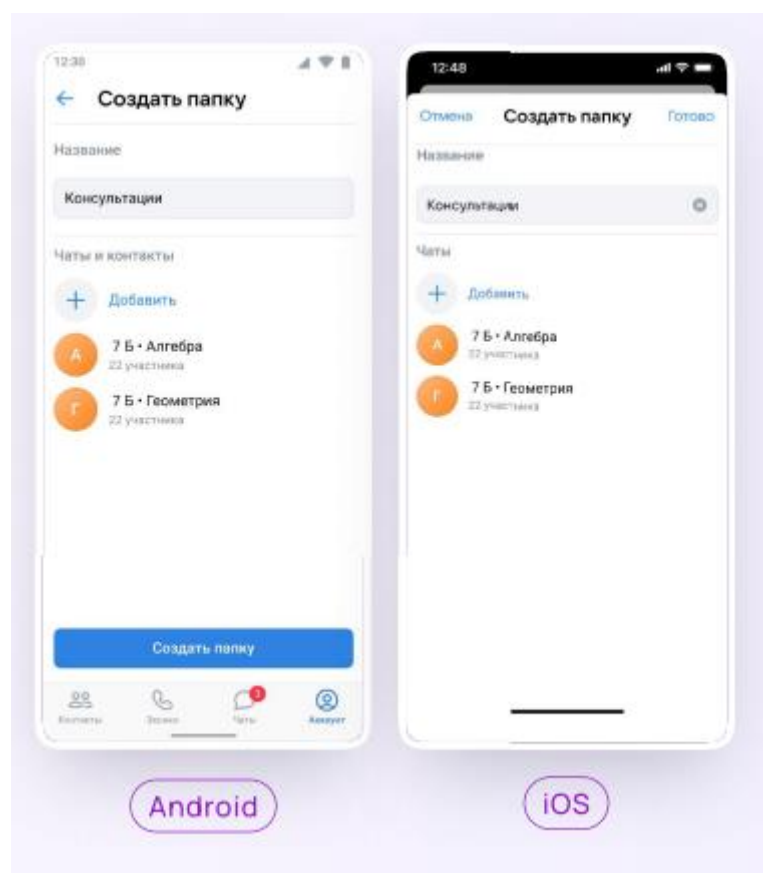 12:30
Создать папку
Название
Консультации
Чаты и контакты
Добавить
А
7 Б • Алгебра
22 участника
Г
7 Б • Геометрия
22 участника
Создать папку
Контакты
Звонки
Чаты
Аккаунт
Android
12:48
Отмена
Создать папку
Готово
Название
Консультации
Чаты
Добавить
А
7 Б • Алгебра
22 участника
Г
7 Б • Геометрия
22 участника
iOS